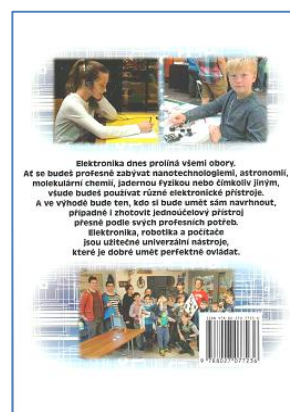 Elektronika dnes prolíná všemi obory.
Ať se budeš profesně zabývat nanotechnologiemi, astronomií,
molekulární chemií, jadernou fyzikou nebo čímkoliv jiným,
všude budeš používat různé elektronické přístroje.
A ve výhodě bude ten, kdo si bude umět sám navrhnout,
případně i zhotovit jednoúčelový přístroj
přesně podle svých profesních potřeb.
Elektronika, robotika a počítače
jsou užitečné univerzální nástroje,
které je dobré umět perfektně ovládat.
9 788027 077236